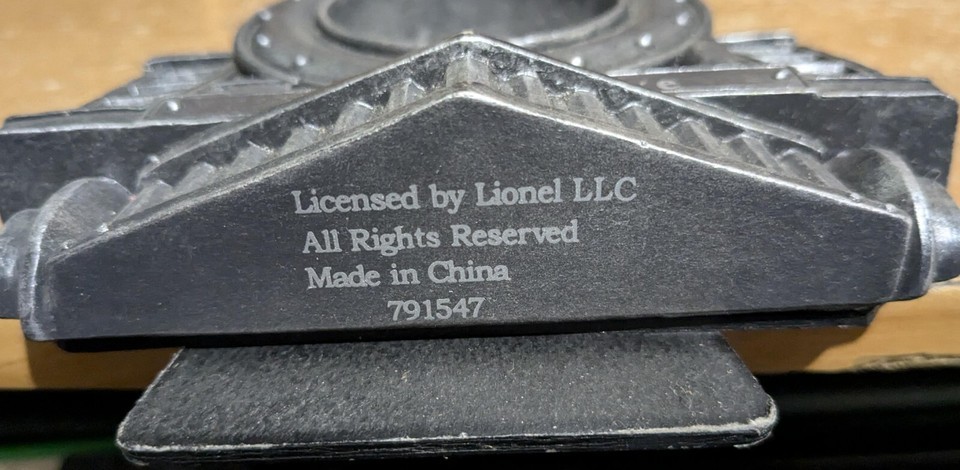 Licensed by Lionel LLC
All Rights Reserved
Made in China
791547